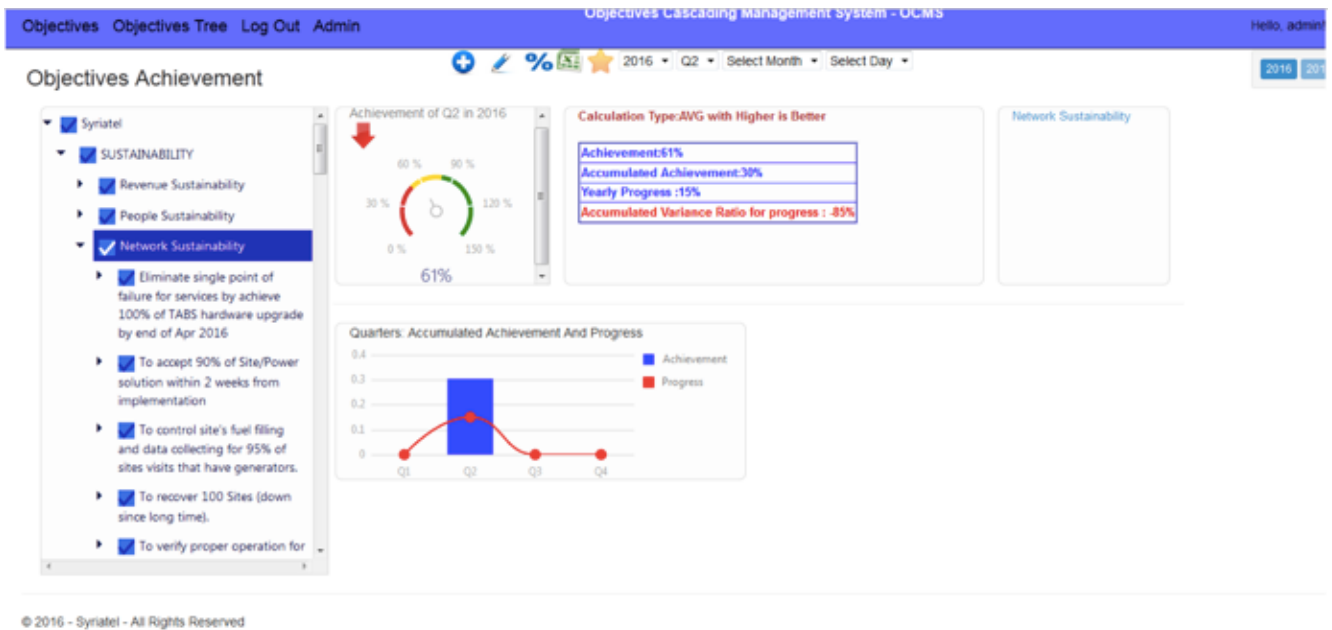 Objectives Cascading Management System - OCMS
Objectives Objectives Tree Log Out Admin
Hello, admin!
2016 Q2 Select Month Select Day
2016 201
Objectives Achievement
Syriatel
SUSTAINABILITY
Revenue Sustainability
People Sustainability
Network Sustainability
Eliminate single point of
failure for services by achieve
100% of TABS hardware upgrade
by end of Apr 2016
To accept 90% of Site/Power
solution within 2 weeks from
implementation
To control site's fuel filling
and data collecting for 95% of
sites visits that have generators.
To recover 100 Sites (down
since long time).
To verify proper operation for
Achievement of Q2 in 2016
60 % 90 %
30 % 120 %
0 % 150 %
61%
Calculation Type:AVG with Higher is Better
Achievement:61%
Accumulated Achievement:30%
Yearly Progress :15%
Accumulated Variance Ratio for progress : -85%
Network Sustainability
Quarters: Accumulated Achievement And Progress
0.4
0.3
0.2
0.1
0
Q1 Q2 Q3 Q4
Achievement
Progress
© 2016 - Syriatel - All Rights Reserved